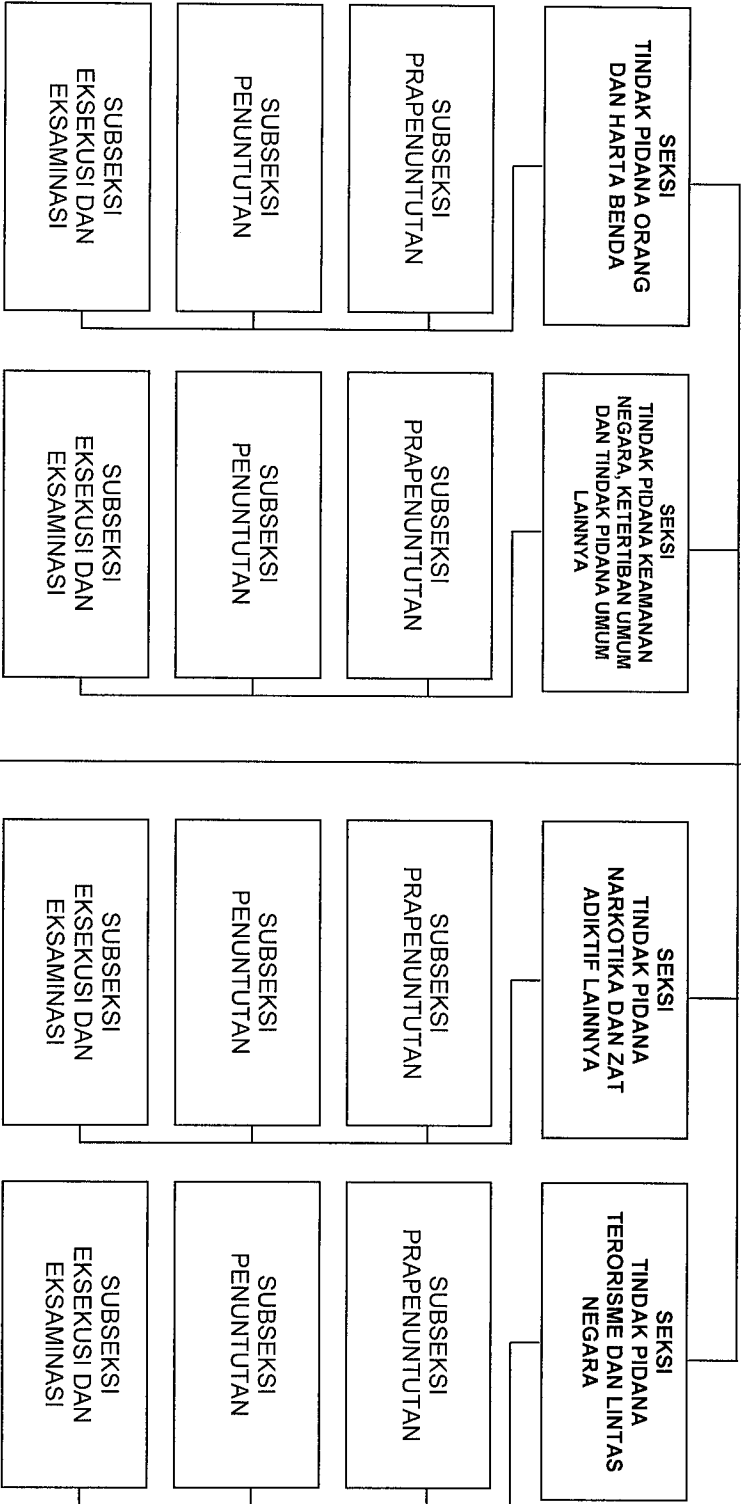 SEKSI
TINDAK PIDANA ORANG
DAN HARTA BENDA
SUBSEKSI
PRAPENUNTUTAN
SUBSEKSI
PENUNTUTAN
SUBSEKSI
EKSEKUSI DAN
EKSAMINASI
SEKSI
TINDAK PIDANA KEAMANAN
NEGARA, KETERTIBAN UMUM
DAN TINDAK PIDANA UMUM
LAINNYA
SUBSEKSI
PRAPENUNTUTAN
SUBSEKSI
PENUNTUTAN
SUBSEKSI
EKSEKUSI DAN
EKSAMINASI
SEKSI
TINDAK PIDANA
NARKOTIKA DAN ZAT
ADIKTIF LAINNYA
SUBSEKSI
PRAPENUNTUTAN
SUBSEKSI
PENUNTUTAN
SUBSEKSI
EKSEKUSI DAN
EKSAMINASI
SEKSI
TINDAK PIDANA
TERORISME DAN LINTAS
NEGARA
SUBSEKSI
PRAPENUNTUTAN
SUBSEKSI
PENUNTUTAN
SUBSEKSI
EKSEKUSI DAN
EKSAMINASI